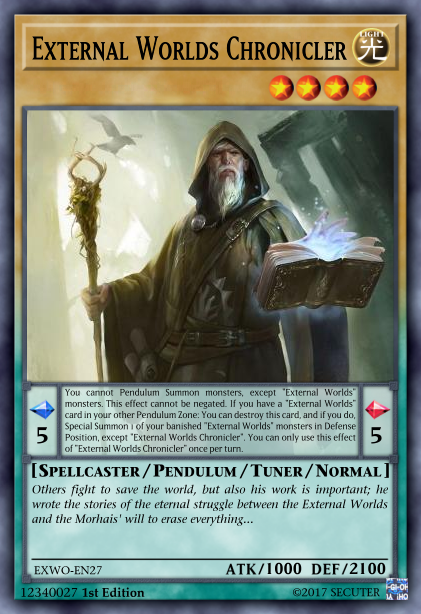 External Worlds Chronicler
LIGHT
光
You cannot Pendulum Summon monsters, except "External Worlds"
monsters. This effect cannot be negated. If you have a "External Worlds"
card in your other Pendulum Zone: You can destroy this card, and if you do,
Special Summon 1 of your banished "External Worlds" monsters in Defense
Position, except "External Worlds Chronicler". You can only use this effect
of "External Worlds Chronicler" once per turn.
5
5
[Spellcaster/Pendulum/Tuner/Normal]
Others fight to save the world, but also his work is important; he
wrote the stories of the eternal struggle between the External Worlds
and the Morhais' will to erase everything...
EXWO-EN27
ATK/1000 DEF/2100
12340027 1st Edition
©2017 SECUTER